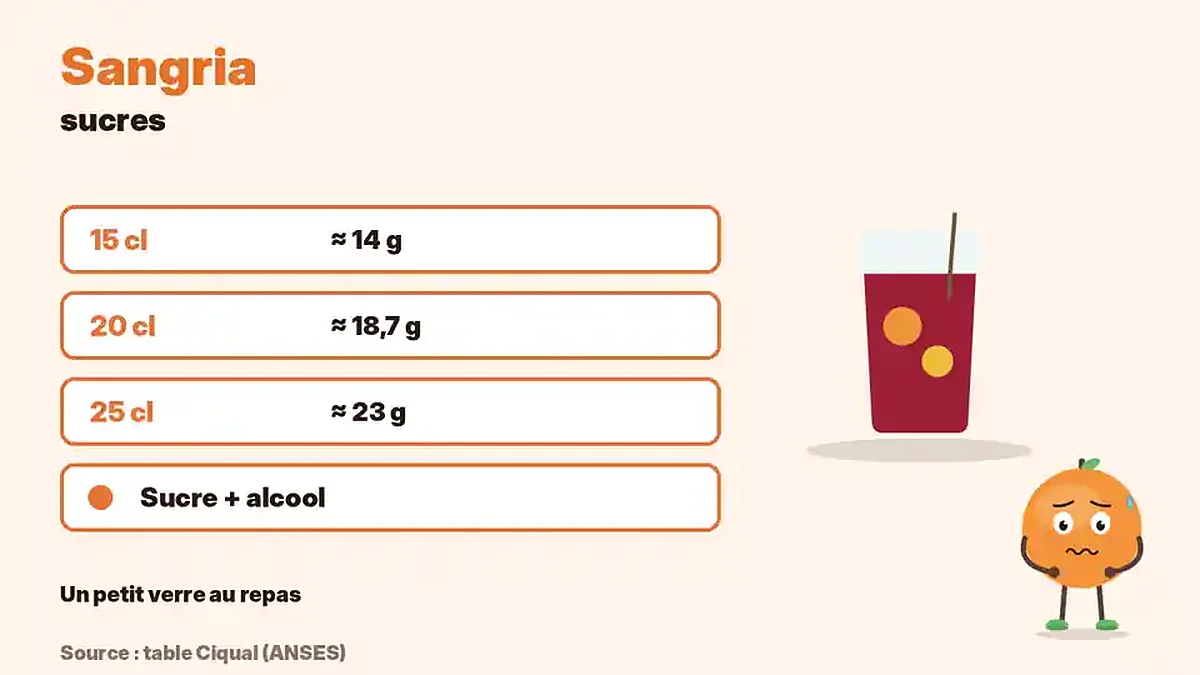 Sangria
sucres
15 cl ≈ 14 g
20 cl ≈ 18,7 g
25 cl ≈ 23 g
Sucre + alcool
Un petit verre au repas
Source : table Ciqual (ANSES)